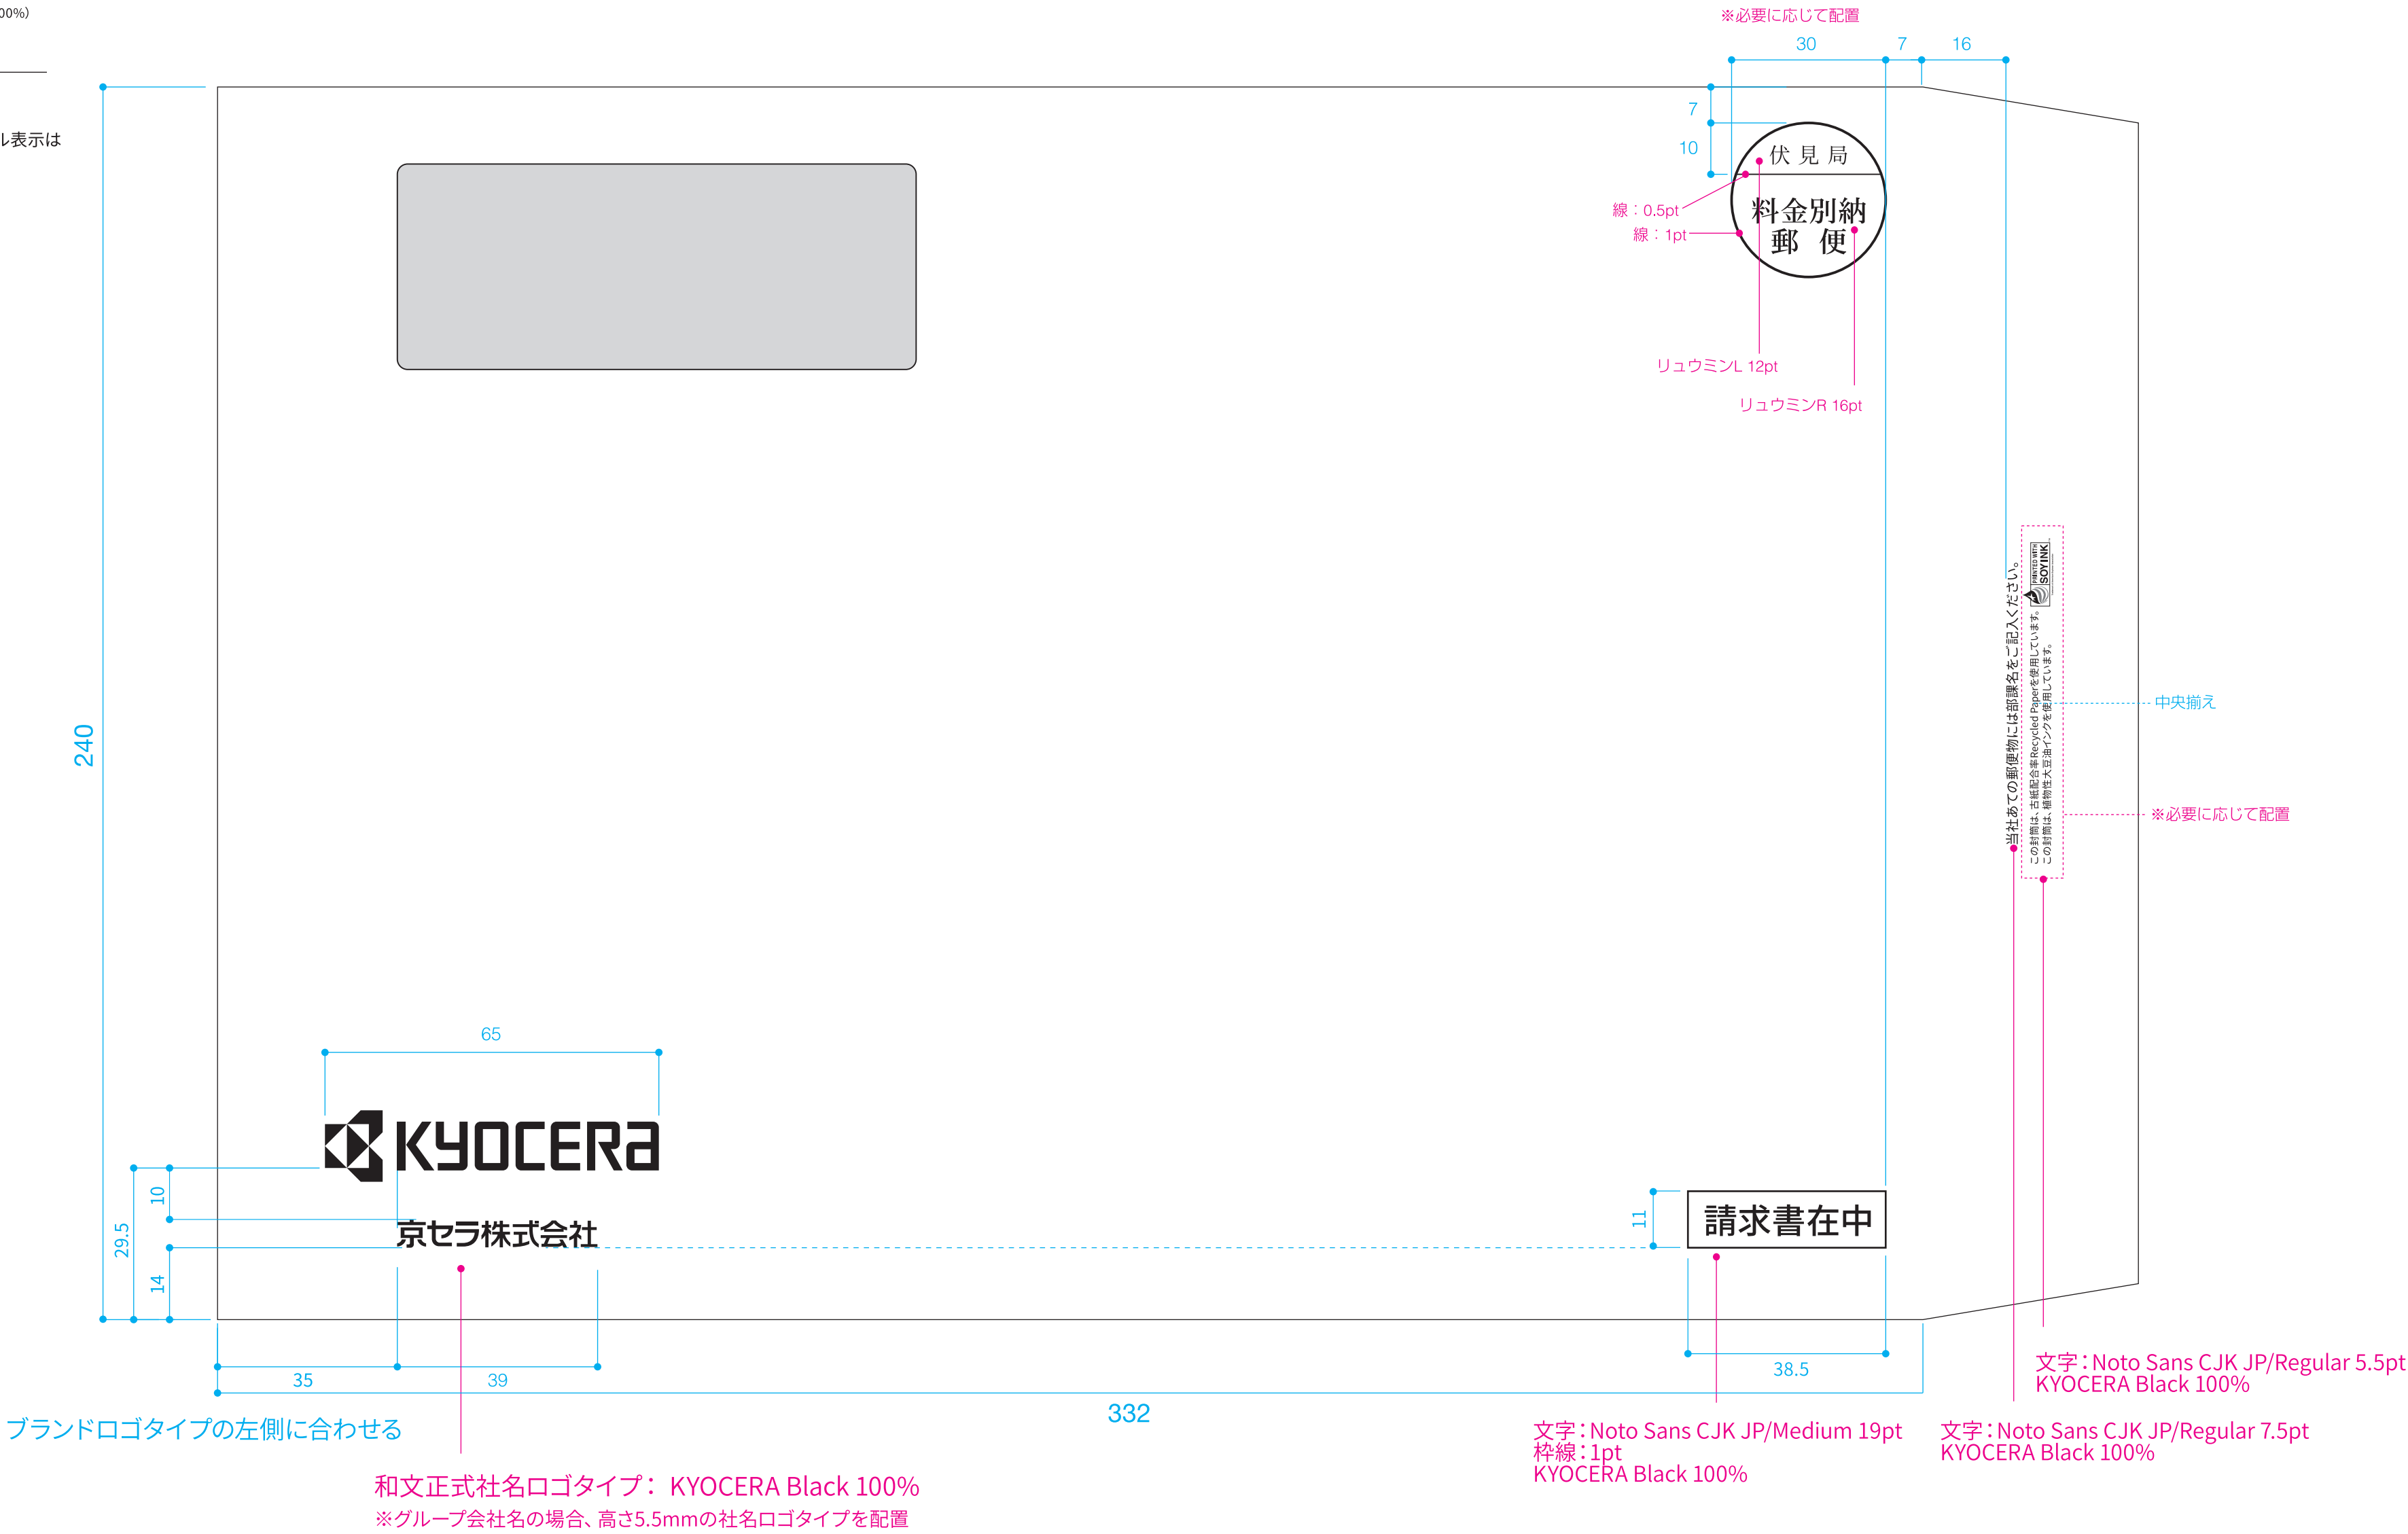 00%)
ル表示は
※必要に応じて配置
30
7
16
7
10
伏見局
料金別納
郵便
線：0.5pt
線：1pt
リュウミンL 12pt
リュウミンR 16pt
240
当社あての郵便物には部課名をご記入ください。
この封筒は、古紙配合率Recycled Paperを使用しています。
この封筒は、植物性大豆油インクを使用しています。
PRINTED WITH
SOY INK
中央揃え
※必要に応じて配置
65
KYOCERA
10
29.5
14
京セラ株式会社
11
請求書在中
35
39
38.5
332
ブランドロゴタイプの左側に合わせる
和文正式社名ロゴタイプ： KYOCERA Black 100%
※グループ会社名の場合、高さ5.5mmの社名ロゴタイプを配置
文字：Noto Sans CJK JP/Medium 19pt
枠線：1pt
KYOCERA Black 100%
文字：Noto Sans CJK JP/Regular 7.5pt
KYOCERA Black 100%
文字：Noto Sans CJK JP/Regular 5.5pt
KYOCERA Black 100%